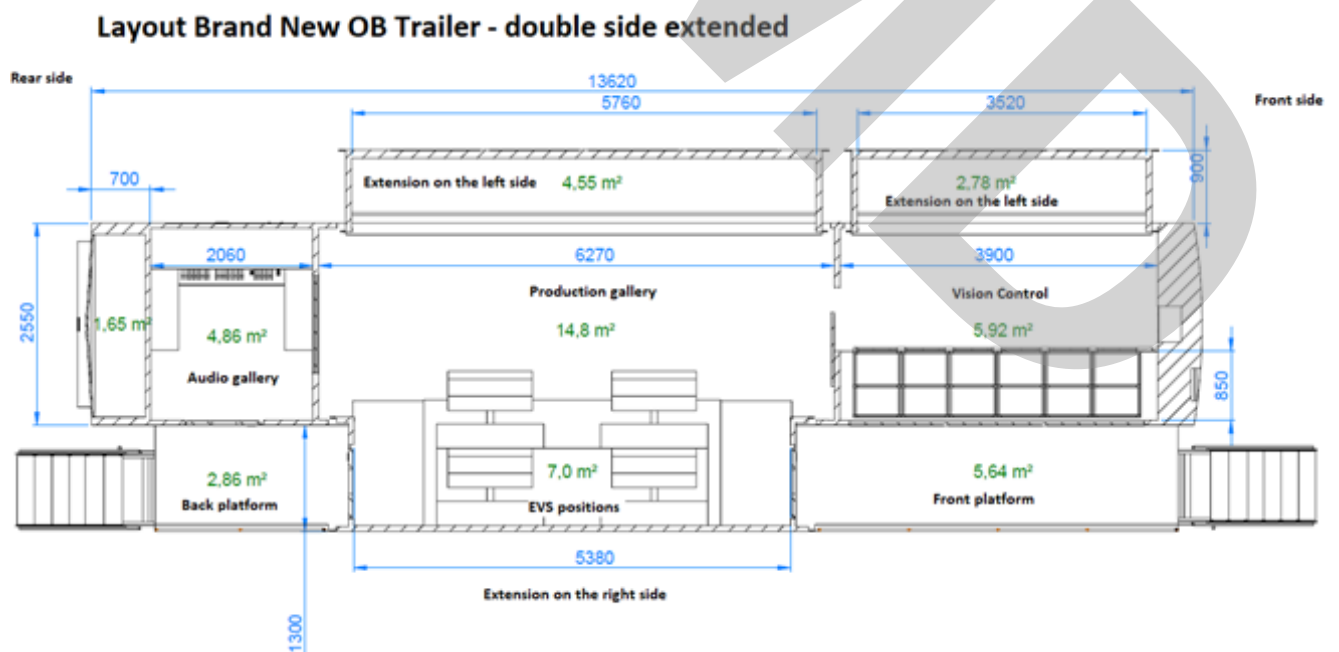 Layout Brand New OB Trailer - double side extended
Rear side
13620
Front side
5760
3520
900
700
Extension on the left side 4,55 m²
2,78 m²
Extension on the left side
2550
2060
6270
3900
Production gallery
Vision Control
1,65 m²
4,86 m²
14,8 m²
5,92 m²
Audio gallery
850
2,86 m²
Back platform
7,0 m²
EVS positions
5,64 m²
Front platform
5380
Extension on the right side
1300